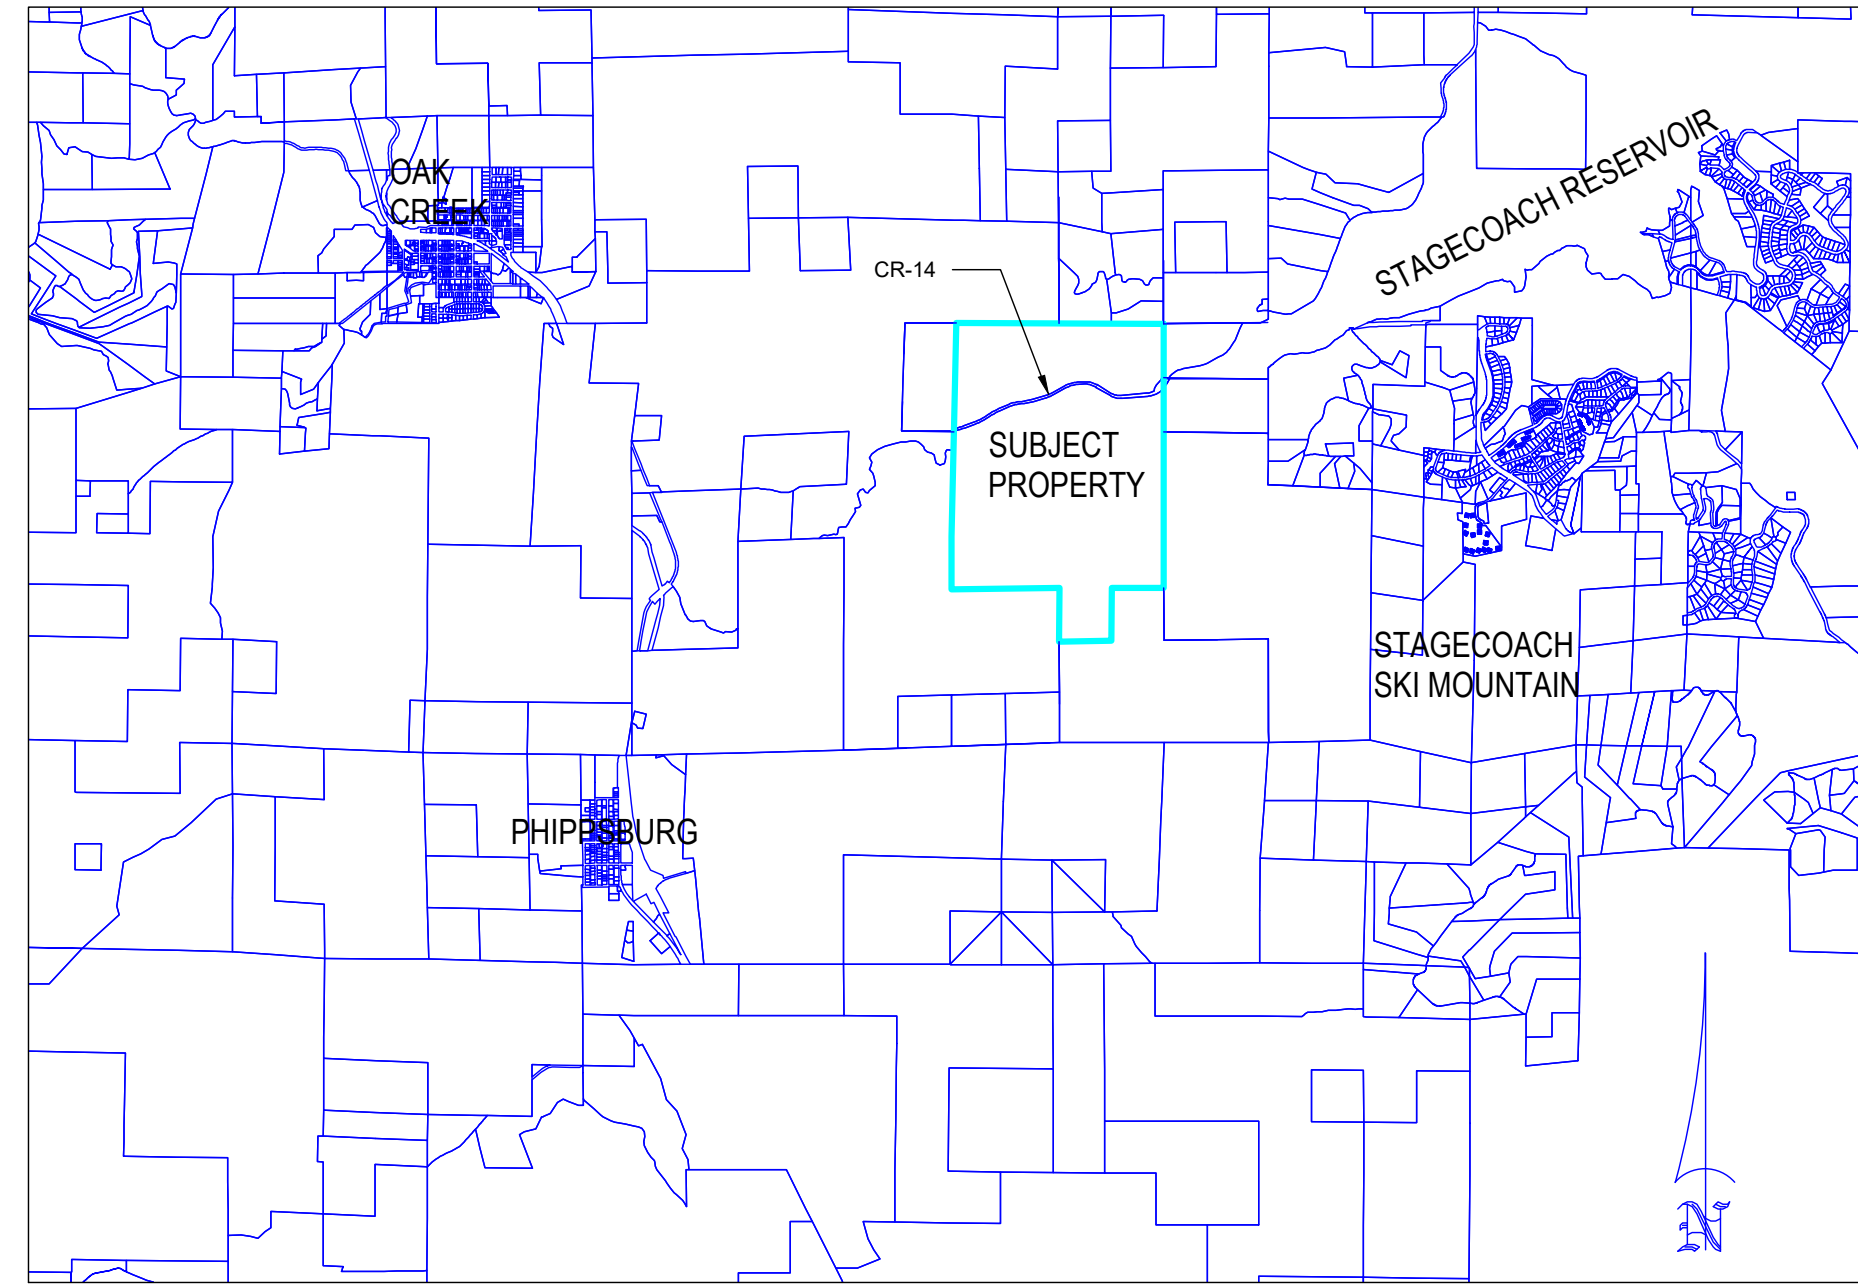 OAK
CREEK
STAGECOACH RESERVOIR
CR-14
SUBJECT
PROPERTY
STAGECOACH
SKI MOUNTAIN
PHIPPSBURG
N